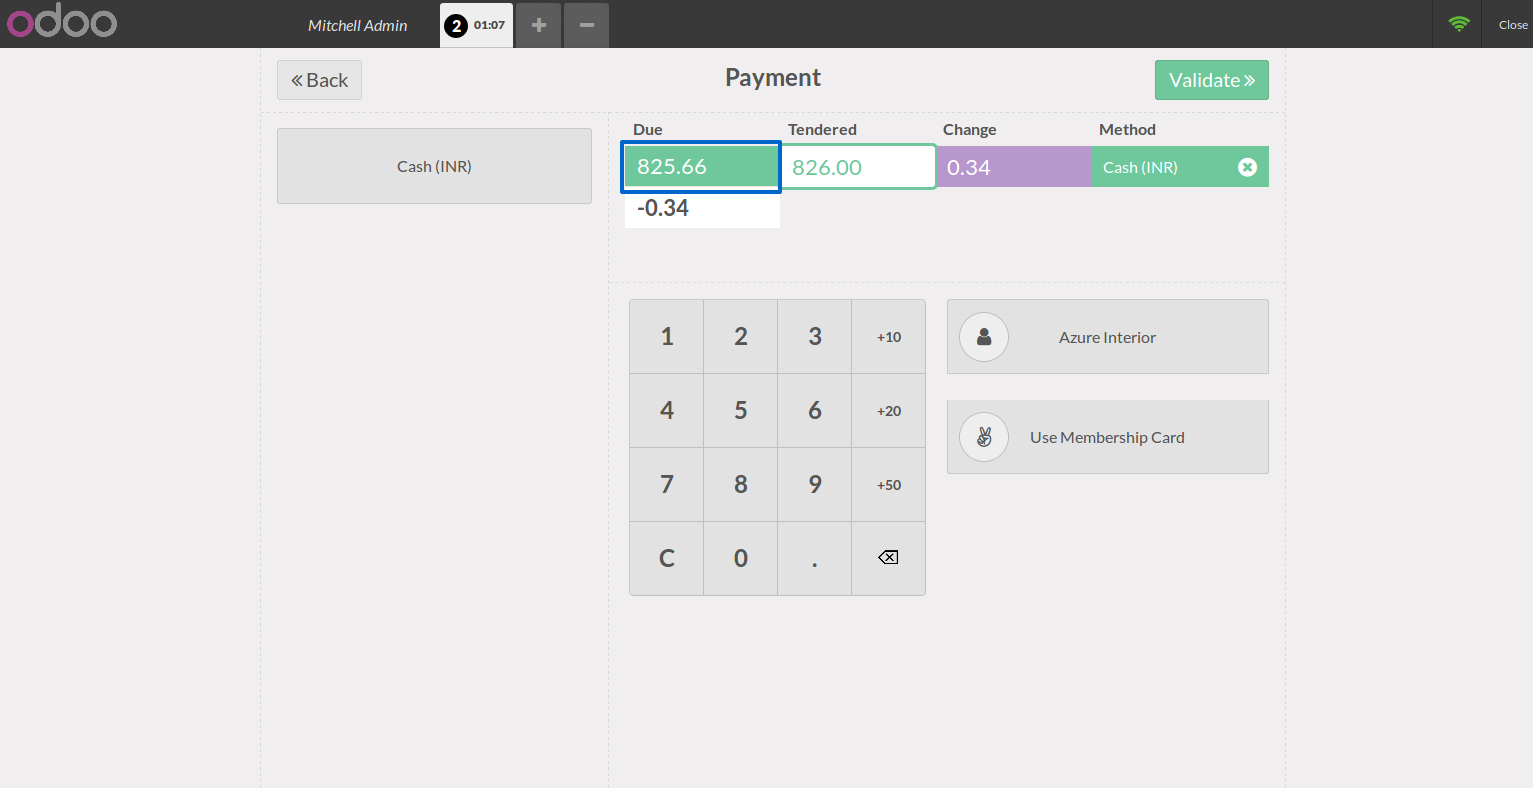 odoo
Mitchell Admin
2 01:07
Close
Back
Payment
Validate
Cash (INR)
Due Tendered Change Method
825.66 826.00 0.34 Cash (INR)
-0.34
1 2 3 +10
4 5 6 +20
7 8 9 +50
C 0 .
Azure Interior
Use Membership Card